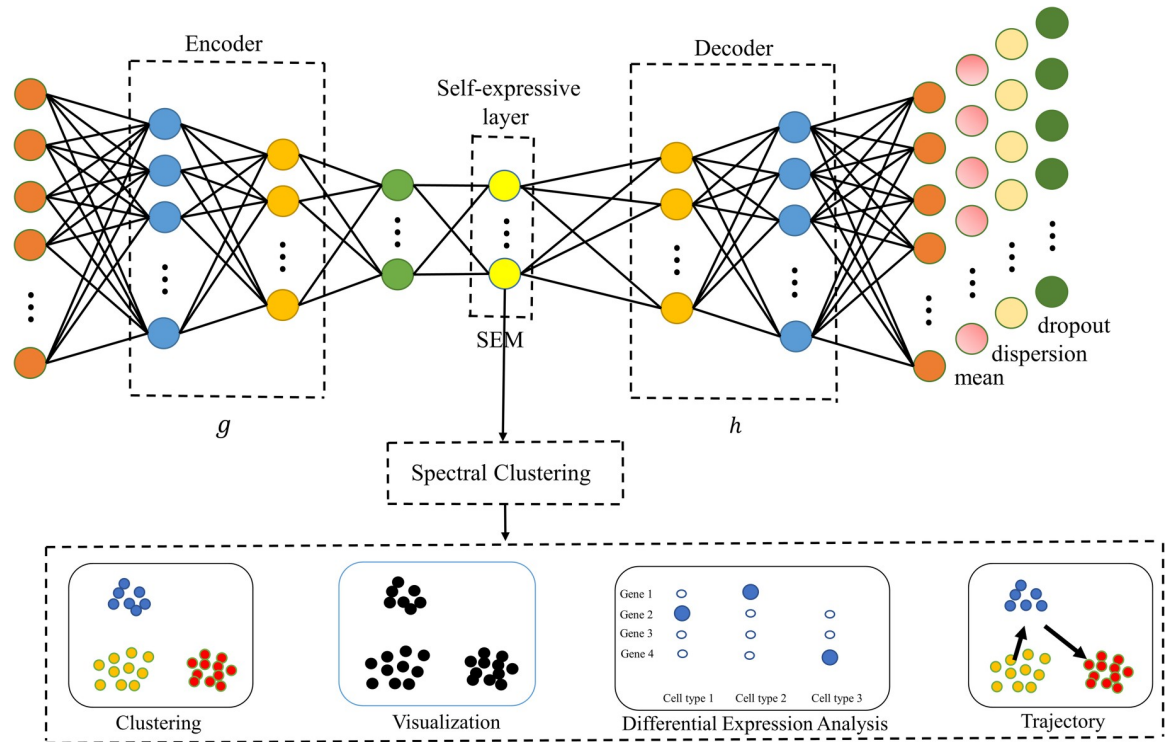 Encoder
Decoder
Self-expressive
layer
SEM
dropout
dispersion
mean
g
h
Spectral Clustering
Gene 1
Gene 2
Gene 3
Gene 4
Cell type 1 Cell type 2 Cell type 3
Clustering
Visualization
Differential Expression Analysis
Trajectory